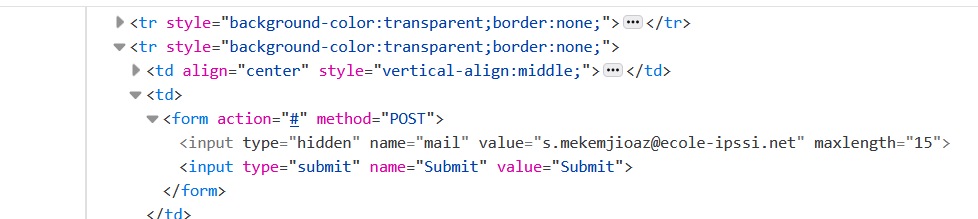 <tr style="background-color:transparent;border:none;"> ... </tr>
<tr style="background-color:transparent;border:none;">
<td align="center" style="vertical-align:middle;"> ... </td>
<td>
<form action="#" method="POST">
<input type="hidden" name="mail" value="s.mekemjioaz@ecole-ipssi.net" maxlength="15">
<input type="submit" name="Submit" value="Submit">
</form>
</td>